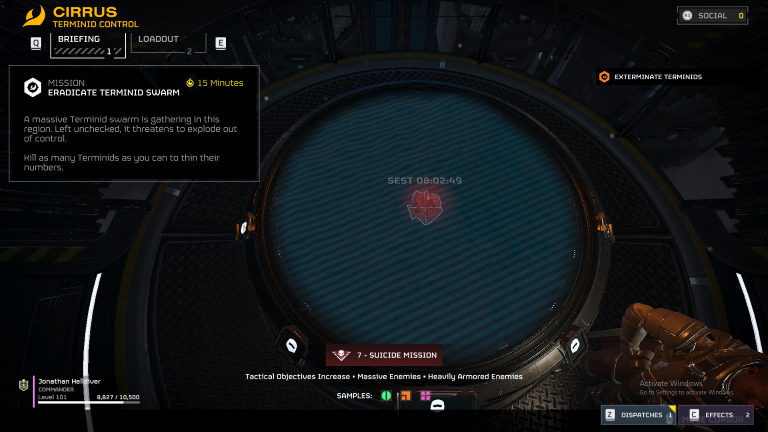 CIRRUS
TERMINID CONTROL
SOCIAL 0
Q
BRIEFING
1
LOADOUT
2
E
MISSION
15 Minutes
ERADICATE TERMINID SWARM
EXTERMINATE TERMINIDS
A massive Terminid swarm is gathering in this
region. Left unchecked, it threatens to explode out
of control.
Kill as many Terminids as you can to thin their
numbers.
SEST 08:02:49
7 - SUICIDE MISSION
Tactical Objectives Increase • Massive Enemies • Heavily Armored Enemies
SAMPLES:
Jonathan Helldiver
COMMANDER
Level 101
8,827 / 10,500
Activate Windows
Go to Settings to activate Windows.
Z DISPATCHES 1
C EFFECTS 2
MOVE CURSOR